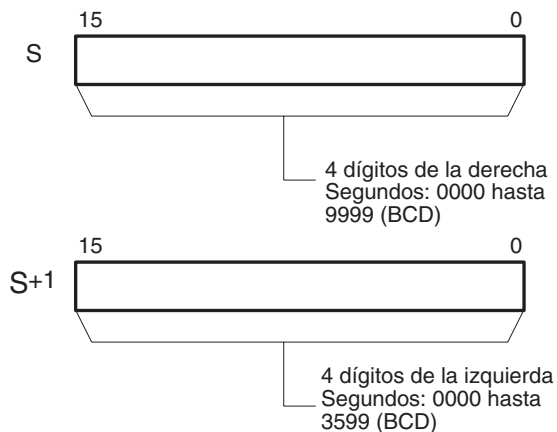 15 0
S
4 dígitos de la derecha
Segundos: 0000 hasta
9999 (BCD)
15 0
S+1
4 dígitos de la izquierda
Segundos: 0000 hasta
3599 (BCD)